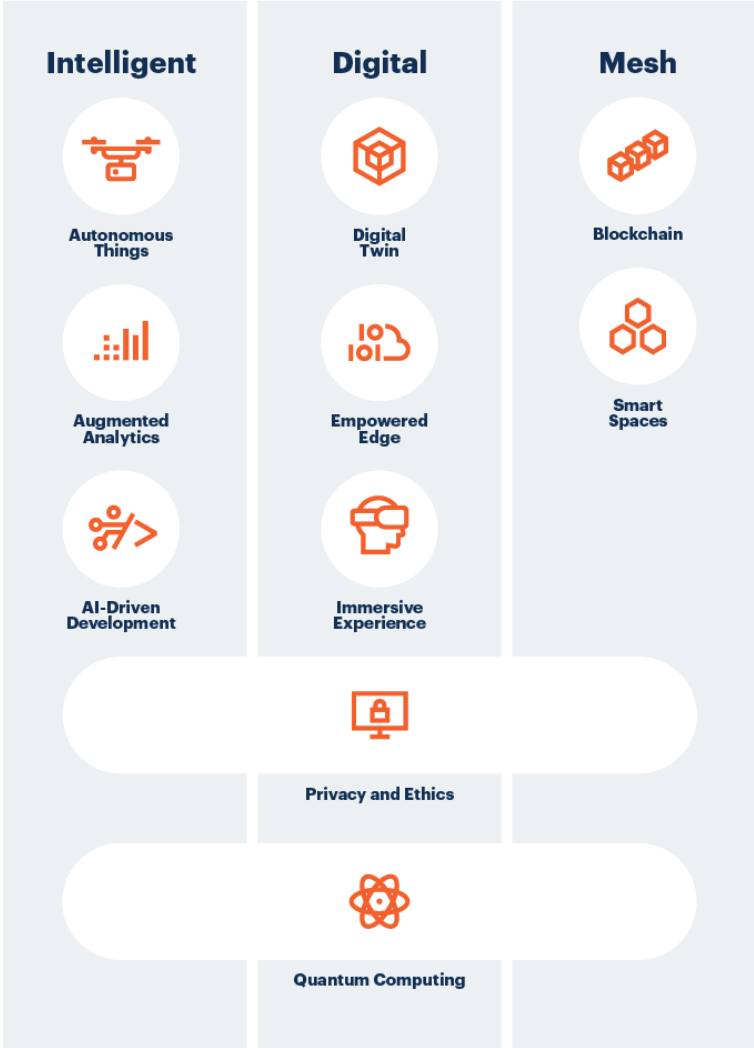 Intelligent
Autonomous
Things
Augmented
Analytics
AI-Driven
Development
Digital
Digital
Twin
Empowered
Edge
Immersive
Experience
Mesh
Blockchain
Smart
Spaces
Privacy and Ethics
Quantum Computing